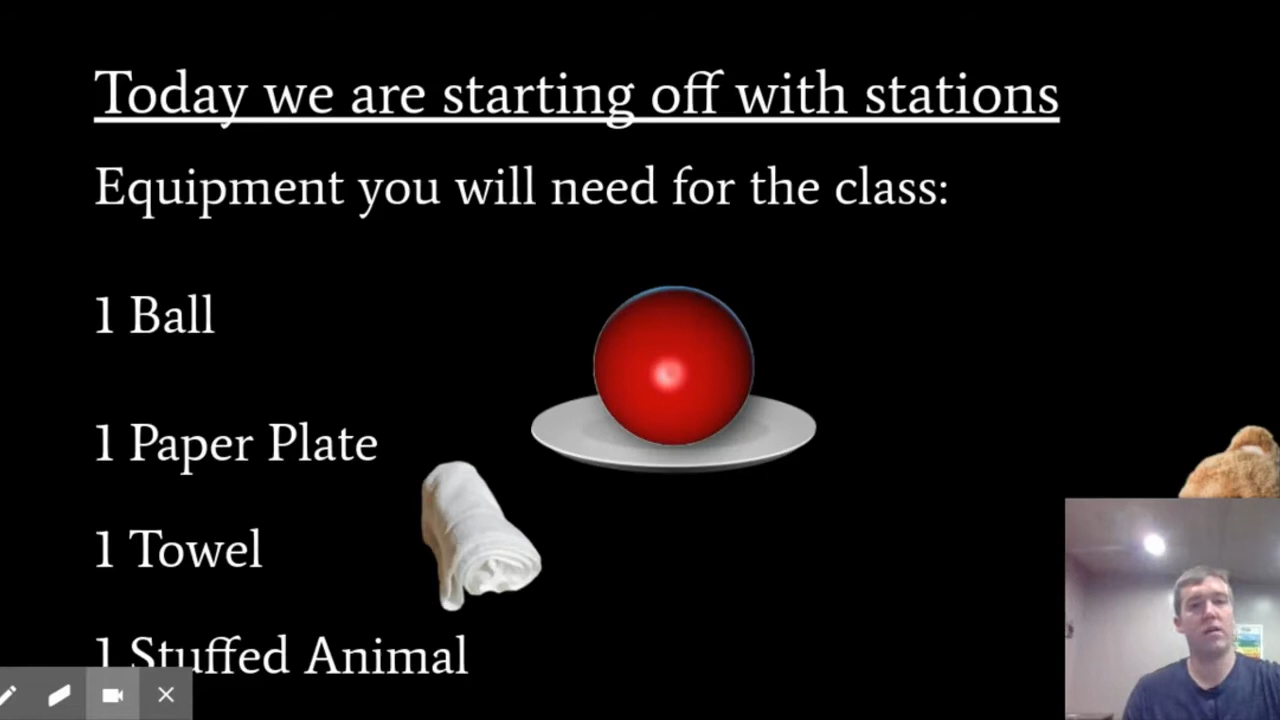 Today we are starting off with stations
Equipment you will need for the class:
1 Ball
1 Paper Plate
1 Towel
1 Stuffed Animal